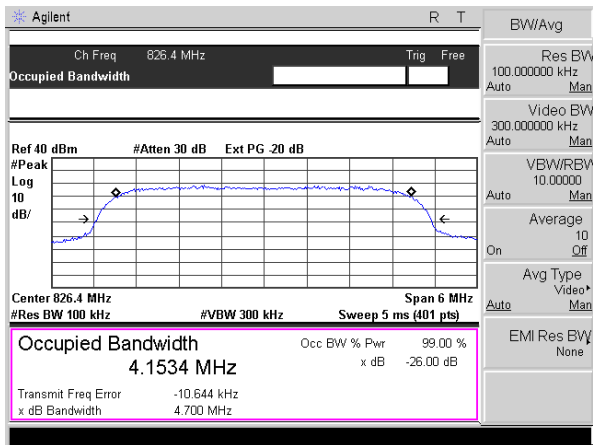 Agilent R T
Ch Freq 826.4 MHz Trig Free
Occupied Bandwidth
Ref 40 dBm #Atten 30 dB Ext PG -20 dB
#Peak
Log
10
dB/
Center 826.4 MHz Span 6 MHz
#Res BW 100 kHz #VBW 300 kHz Sweep 5 ms (401 pts)
Occupied Bandwidth Occ BW % Pwr 99.00 %
4.1534 MHz x dB -26.00 dB
Transmit Freq Error -10.644 kHz
x dB Bandwidth 4.700 MHz
BW/Avg
Res BW
100.000000 kHz
Auto Man
Video BW
300.000000 kHz
Auto Man
VBW/RBW
10.00000
Auto Man
Average
10
On Off
Avg Type
Video
Auto Man
EMI Res BW
None